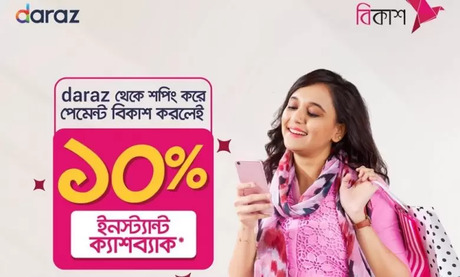 daraz
বিকাশ
daraz থেকে শপিং করে
পেমেন্ট বিকাশ করলেই
১০%
ইনস্ট্যান্ট
ক্যাশব্যাক*